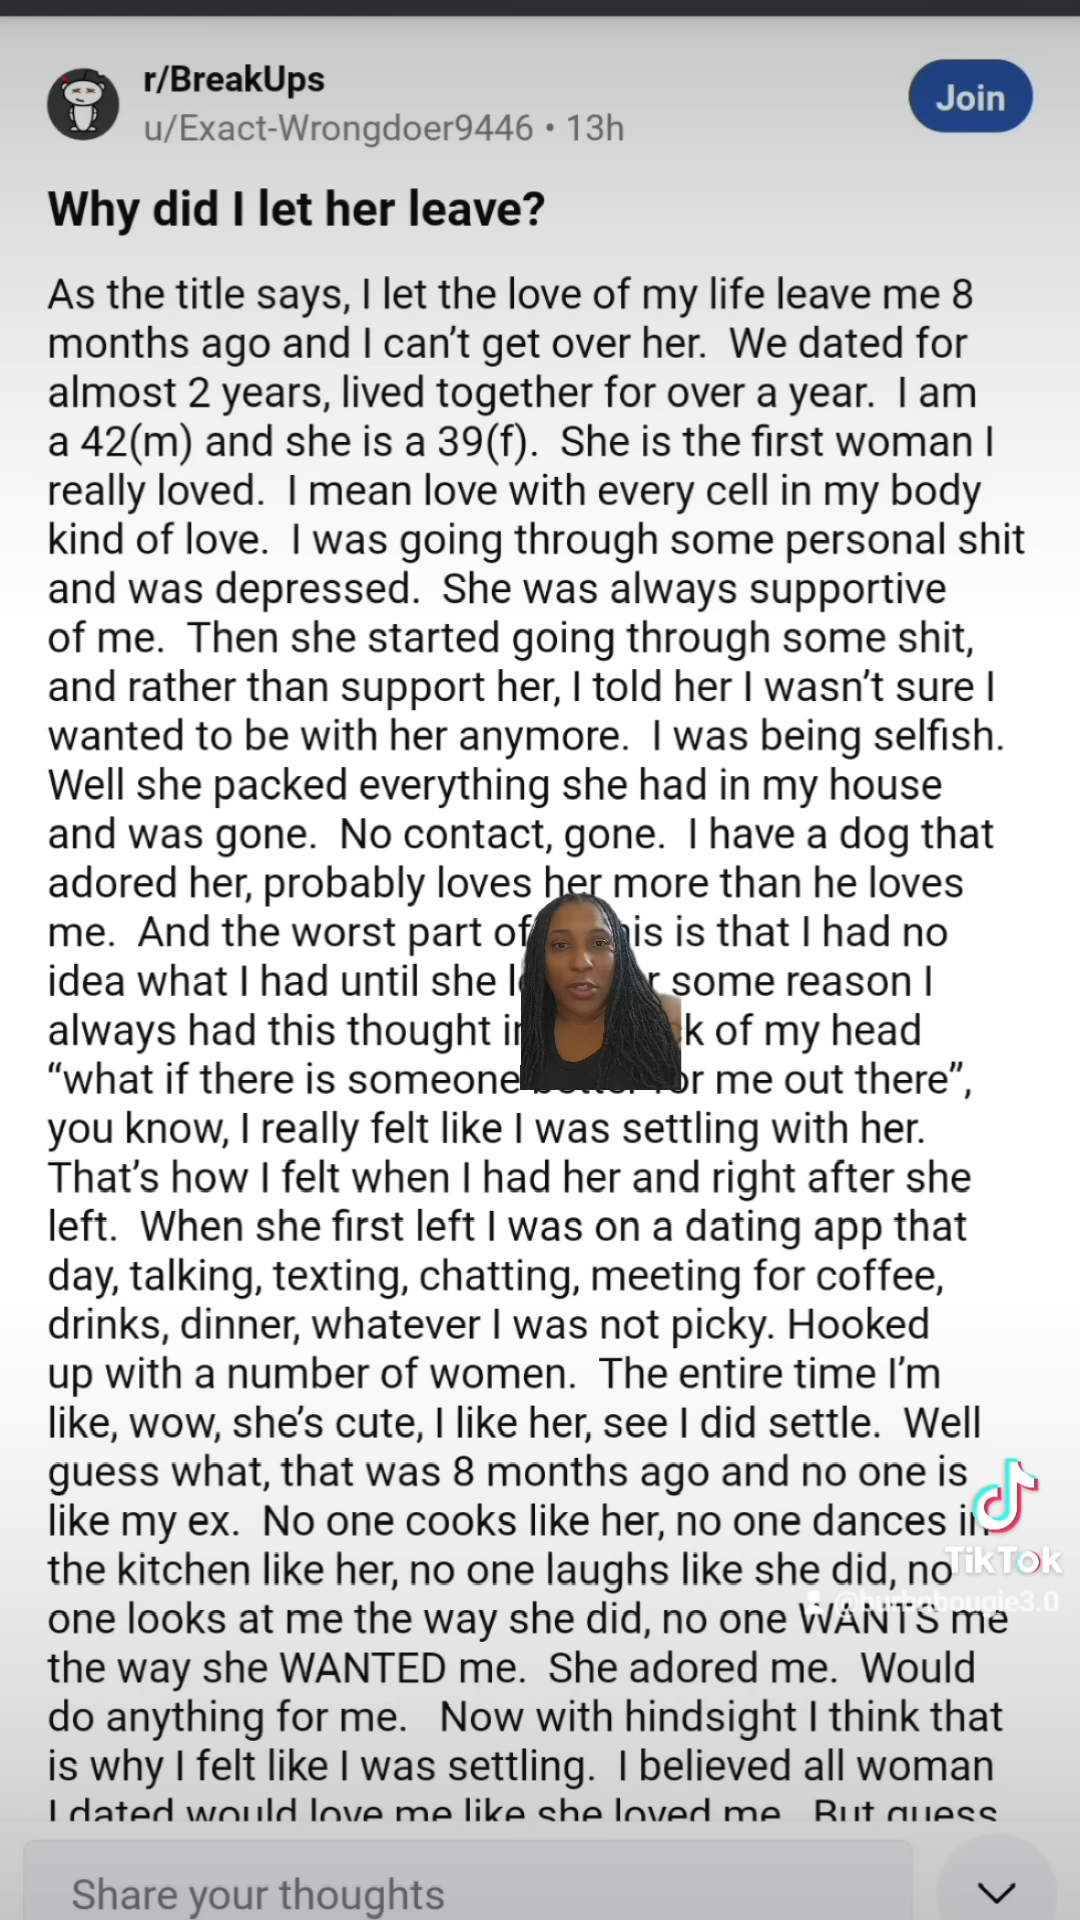 r/BreakUps
u/Exact-Wrongdoer9446 • 13h
Join
Why did I let her leave?
As the title says, I let the love of my life leave me 8
months ago and I can't get over her.  We dated for
almost 2 years, lived together for over a year.  I am
a 42(m) and she is a 39(f).  She is the first woman I
really loved.  I mean love with every cell in my body
kind of love.  I was going through some personal shit
and was depressed.  She was always supportive
of me.  Then she started going through some shit,
and rather than support her, I told her I wasn't sure I
wanted to be with her anymore.  I was being selfish.
Well she packed everything she had in my house
and was gone.  No contact, gone.  I have a dog that
adored her, probably loves her more than he loves
me.  And the worst part of is is that I had no
idea what I had until she some reason I
always had this thought of my head
“what if there is someone for me out there”,
you know, I really felt like I was settling with her.
That's how I felt when I had her and right after she
left.  When she first left I was on a dating app that
day, talking, texting, chatting, meeting for coffee,
drinks, dinner, whatever I was not picky. Hooked
up with a number of women.  The entire time I'm
like, wow, she's cute, I like her, see I did settle.  Well
guess what, that was 8 months ago and no one is
like my ex.  No one cooks like her, no one dances in
the kitchen like her, no one laughs like she did, no
one looks at me the way she did, no one WANTS me
the way she WANTED me.  She adored me.  Would
do anything for me.   Now with hindsight I think that
is why I felt like I was settling.  I believed all woman
I dated would love me like she loved me.  But guess
TikTok
Share your thoughts